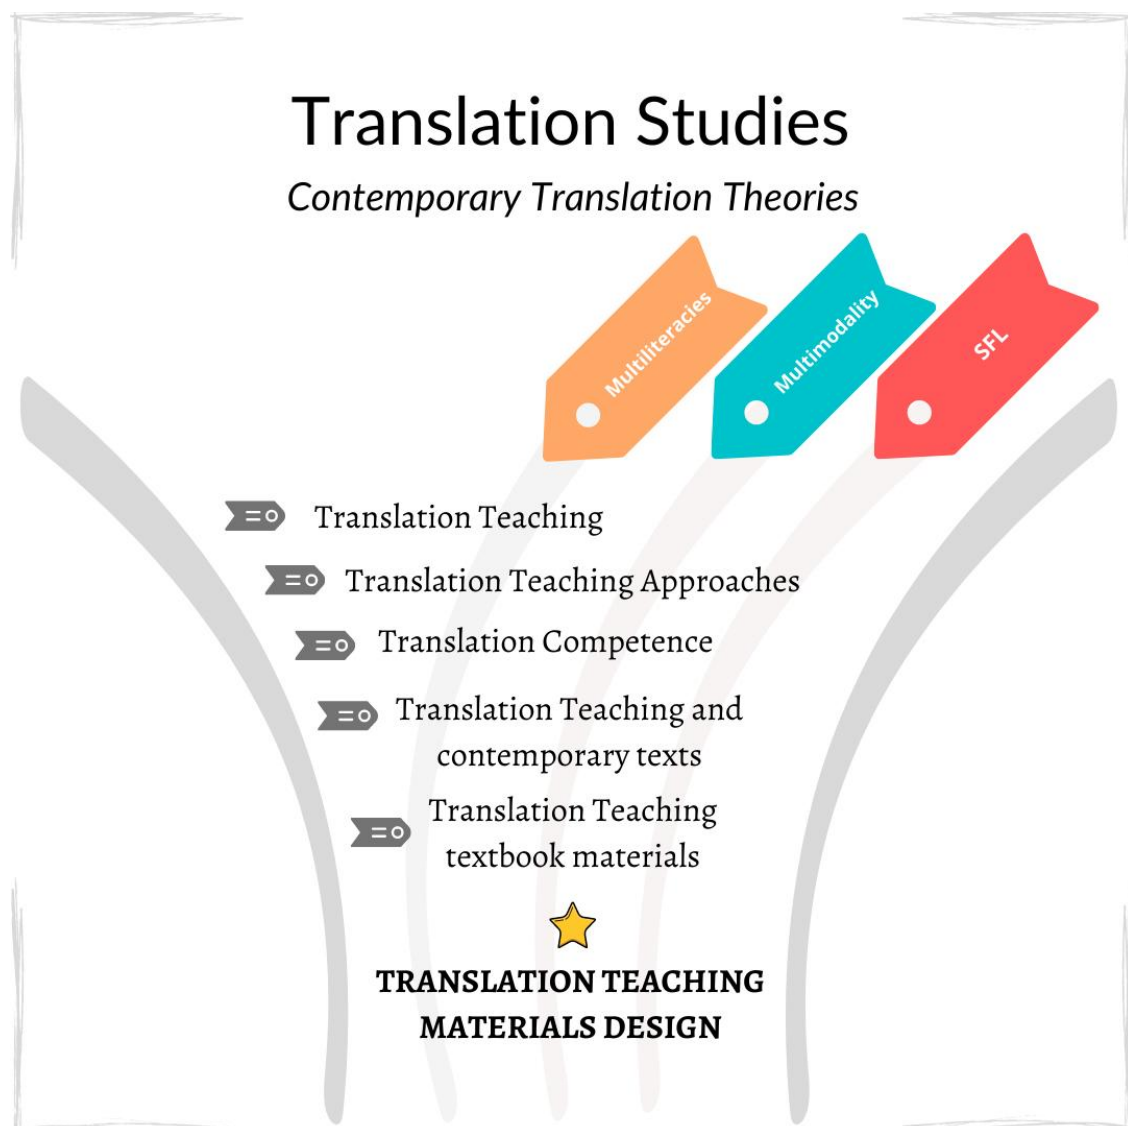 Translation Studies
Contemporary Translation Theories
Multiliteracies
Multimodality
SFL
Translation Teaching
Translation Teaching Approaches
Translation Competence
Translation Teaching and
contemporary texts
Translation Teaching
textbook materials
TRANSLATION TEACHING
MATERIALS DESIGN